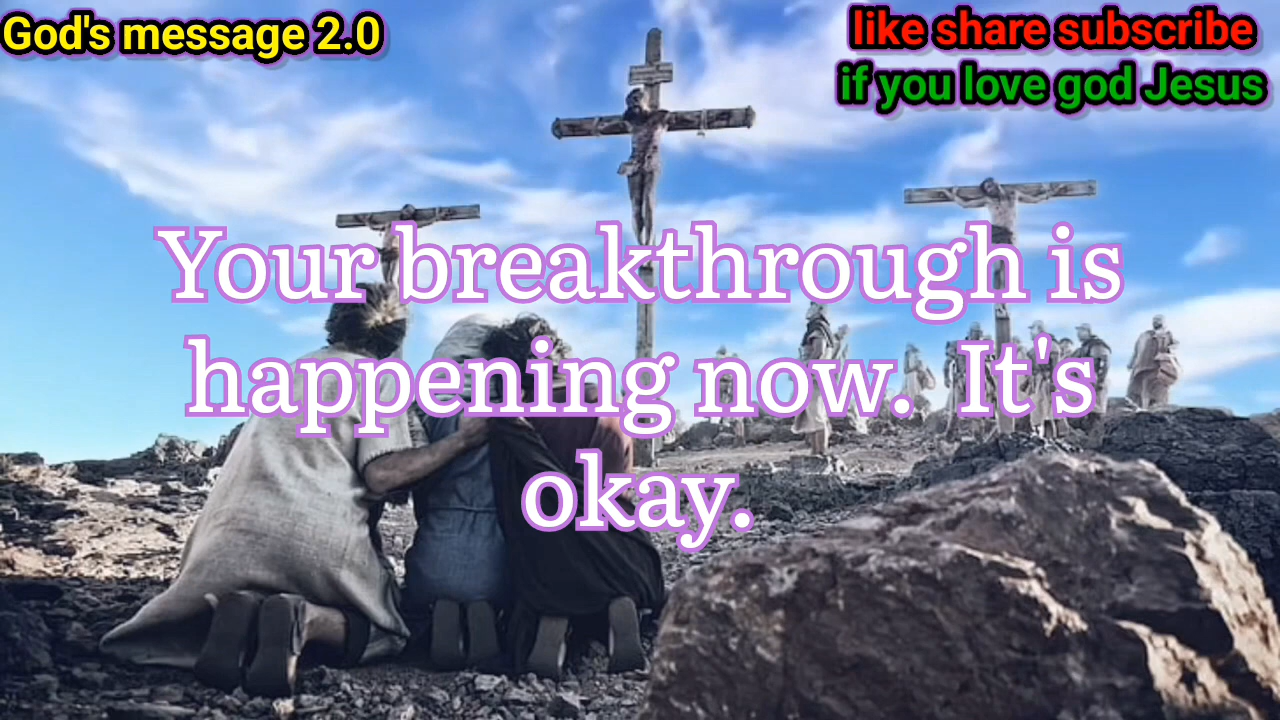 God's message 2.0
like share subscribe
if you love god Jesus
Your breakthrough is
happening now. It's
okay.